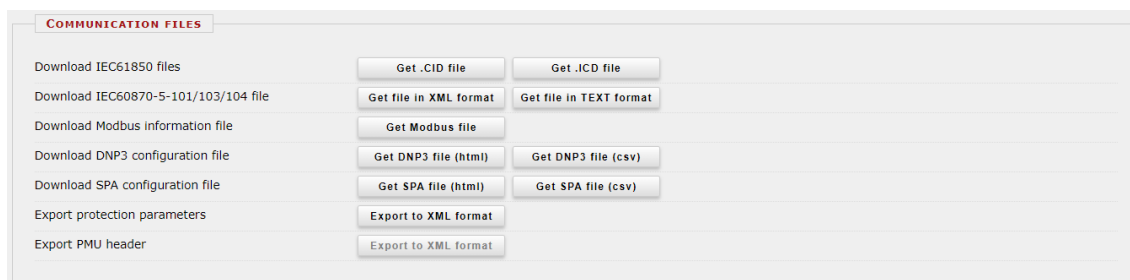 COMMUNICATION FILES
Download IEC61850 files Get .CID file Get .ICD file
Download IEC60870-5-101/103/104 file Get file in XML format Get file in TEXT format
Download Modbus information file Get Modbus file
Download DNP3 configuration file Get DNP3 file (html) Get DNP3 file (csv)
Download SPA configuration file Get SPA file (html) Get SPA file (csv)
Export protection parameters Export to XML format
Export PMU header Export to XML format